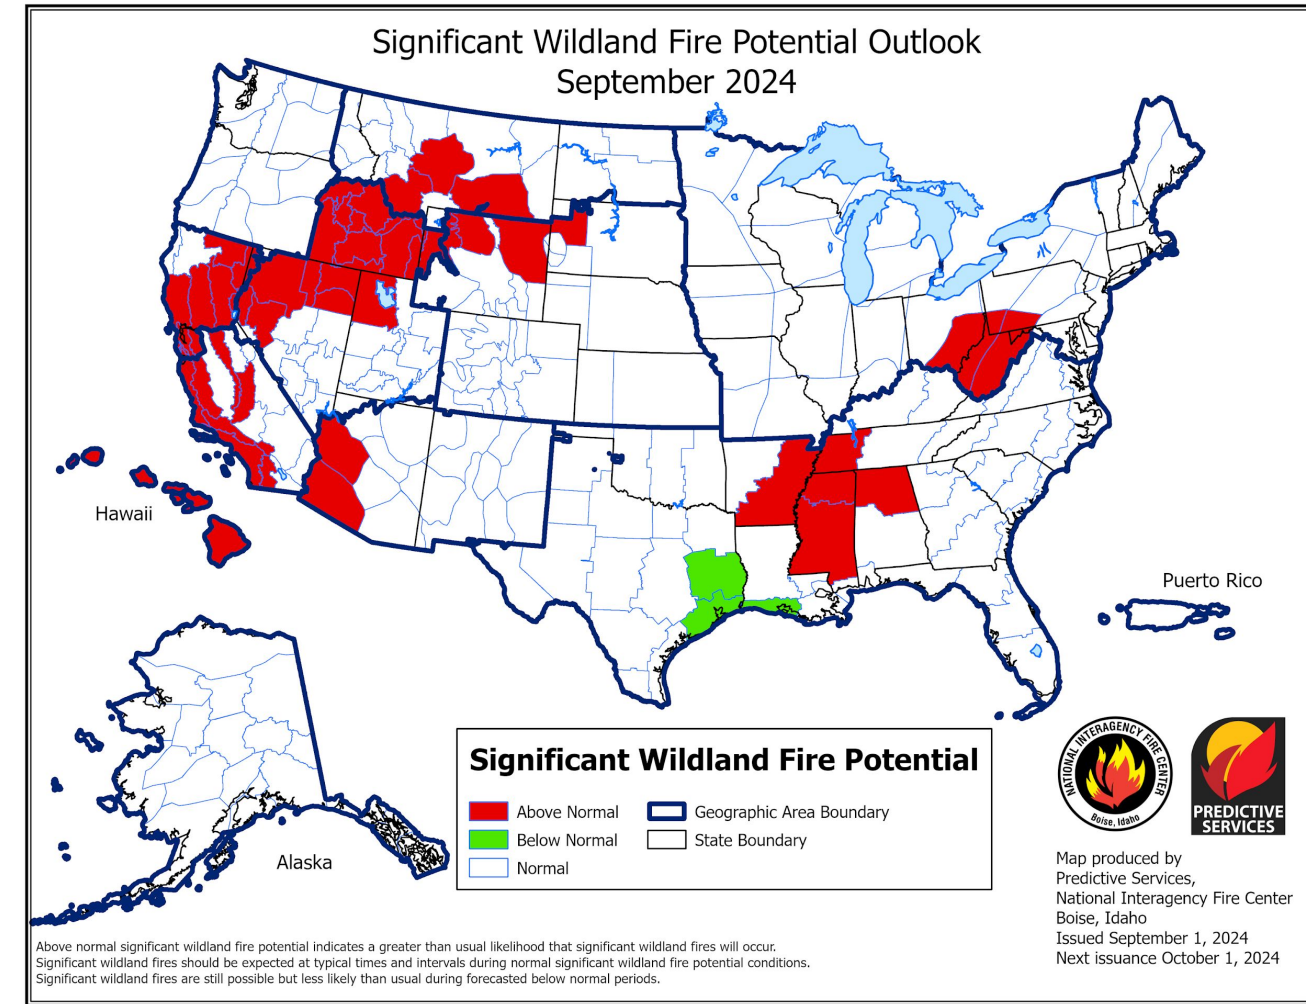 Significant Wildland Fire Potential Outlook
September 2024
Hawaii
Puerto Rico
Alaska
Significant Wildland Fire Potential
Above Normal
Geographic Area Boundary
Below Normal
State Boundary
Normal
NATIONAL INTERAGENCY FIRE CENTER
Boise, Idaho
PREDICTIVE
SERVICES
Map produced by
Predictive Services,
National Interagency Fire Center
Boise, Idaho
Issued September 1, 2024
Next issuance October 1, 2024
Above normal significant wildland fire potential indicates a greater than usual likelihood that significant wildland fires will occur.
Significant wildland fires should be expected at typical times and intervals during normal significant wildland fire potential conditions.
Significant wildland fires are still possible but less likely than usual during forecasted below normal periods.